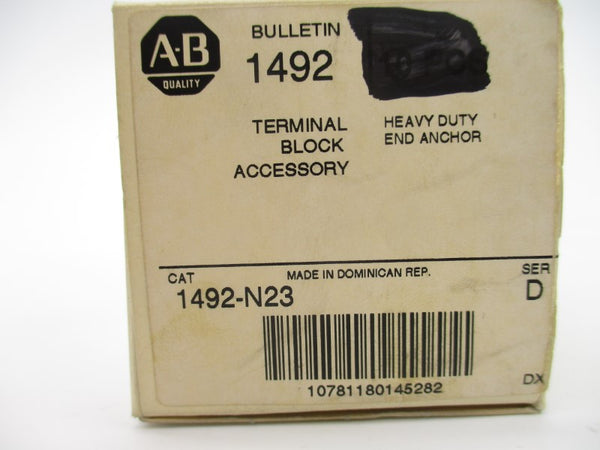 A-B
QUALITY
BULLETIN
1492
TERMINAL
BLOCK
ACCESSORY
HEAVY DUTY
END ANCHOR
CAT
MADE IN DOMINICAN REP.
SER
1492-N23
D
10781180145282
DX